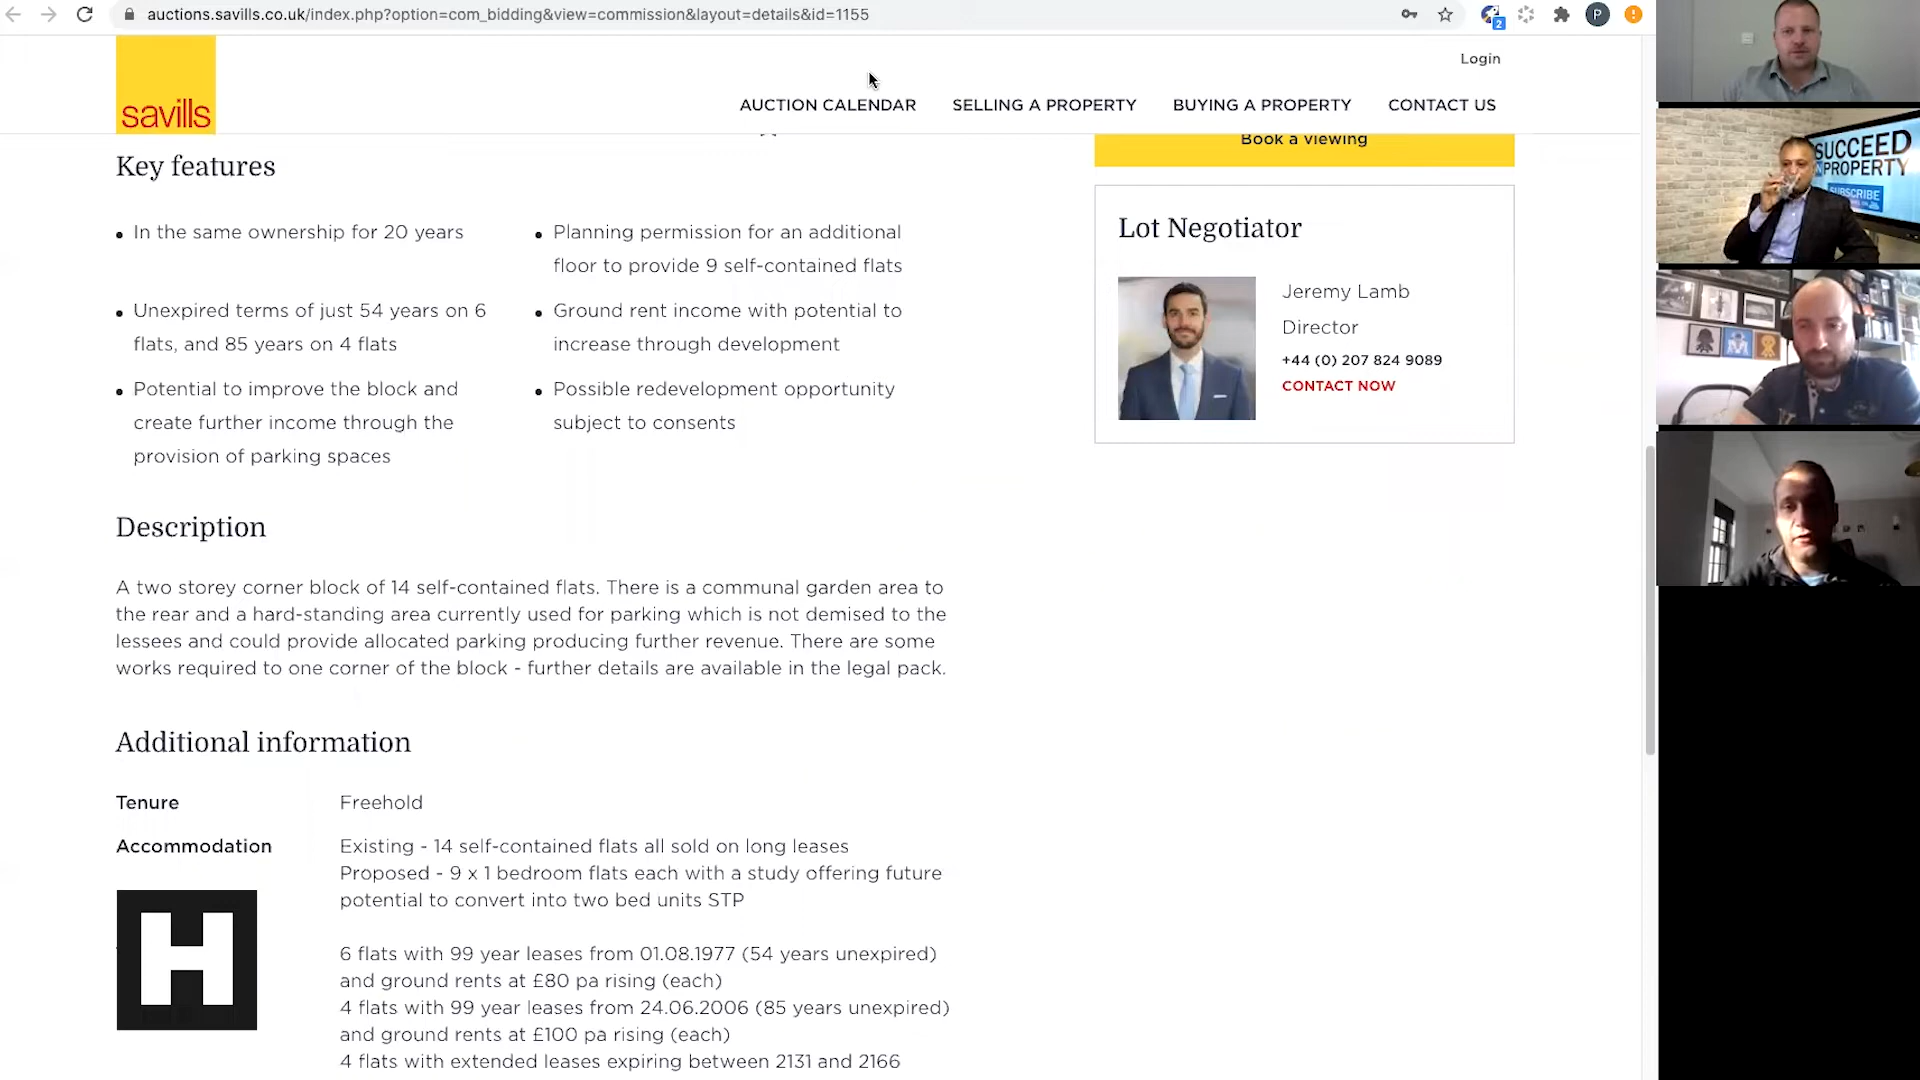 auctions.savills.co.uk/index.php?option=com_bidding&view=commission&layout=details&id=1155
2
P
Login
savills
AUCTION CALENDAR
SELLING A PROPERTY
BUYING A PROPERTY
CONTACT US
Book a viewing
Key features
In the same ownership for 20 years
Unexpired terms of just 54 years on 6
flats, and 85 years on 4 flats
Potential to improve the block and
create further income through the
provision of parking spaces
Planning permission for an additional
floor to provide 9 self-contained flats
Ground rent income with potential to
increase through development
Possible redevelopment opportunity
subject to consents
Lot Negotiator
Jeremy Lamb
Director
+44 (0) 207 824 9089
CONTACT NOW
Description
A two storey corner block of 14 self-contained flats. There is a communal garden area to
the rear and a hard-standing area currently used for parking which is not demised to the
lessees and could provide allocated parking producing further revenue. There are some
works required to one corner of the block - further details are available in the legal pack.
Additional information
Tenure
Freehold
Accommodation
Existing - 14 self-contained flats all sold on long leases
Proposed - 9 x 1 bedroom flats each with a study offering future
potential to convert into two bed units STP
6 flats with 99 year leases from 01.08.1977 (54 years unexpired)
and ground rents at £80 pa rising (each)
4 flats with 99 year leases from 24.06.2006 (85 years unexpired)
and ground rents at £100 pa rising (each)
4 flats with extended leases expiring between 2131 and 2166
H
SUCCEED
PROPERTY
SUBSCRIBE